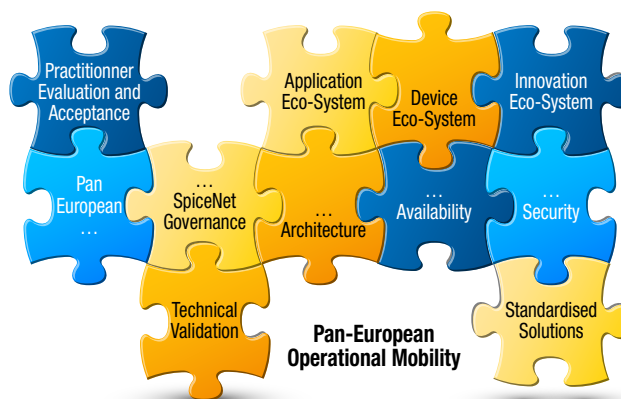 Practitionner
Evaluation and
Acceptance
Application
Eco-System
Device
Eco-System
Innovation
Eco-System
Pan
European
…
…
SpiceNet
Governance
…
Architecture
…
Availability
…
Security
Technical
Validation
Pan-European
Operational Mobility
Standardised
Solutions